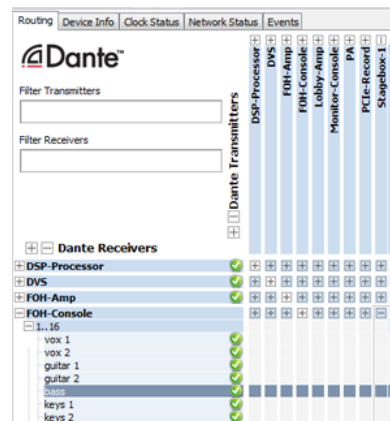 Routing Device Info Clock Status Network Status Events
Dante™
Filter Transmitters
Filter Receivers
Dante Transmitters
DSP-Processor
DVS
FOH-Amp
FOH-Console
Lobby-Amp
Monitor-Console
PA
PCIe-Record
Stagebox-1
Dante Receivers
DSP-Processor
DVS
FOH-Amp
FOH-Console
1..16
vox 1
vox 2
guitar 1
guitar 2
bass
keys 1
keys 2